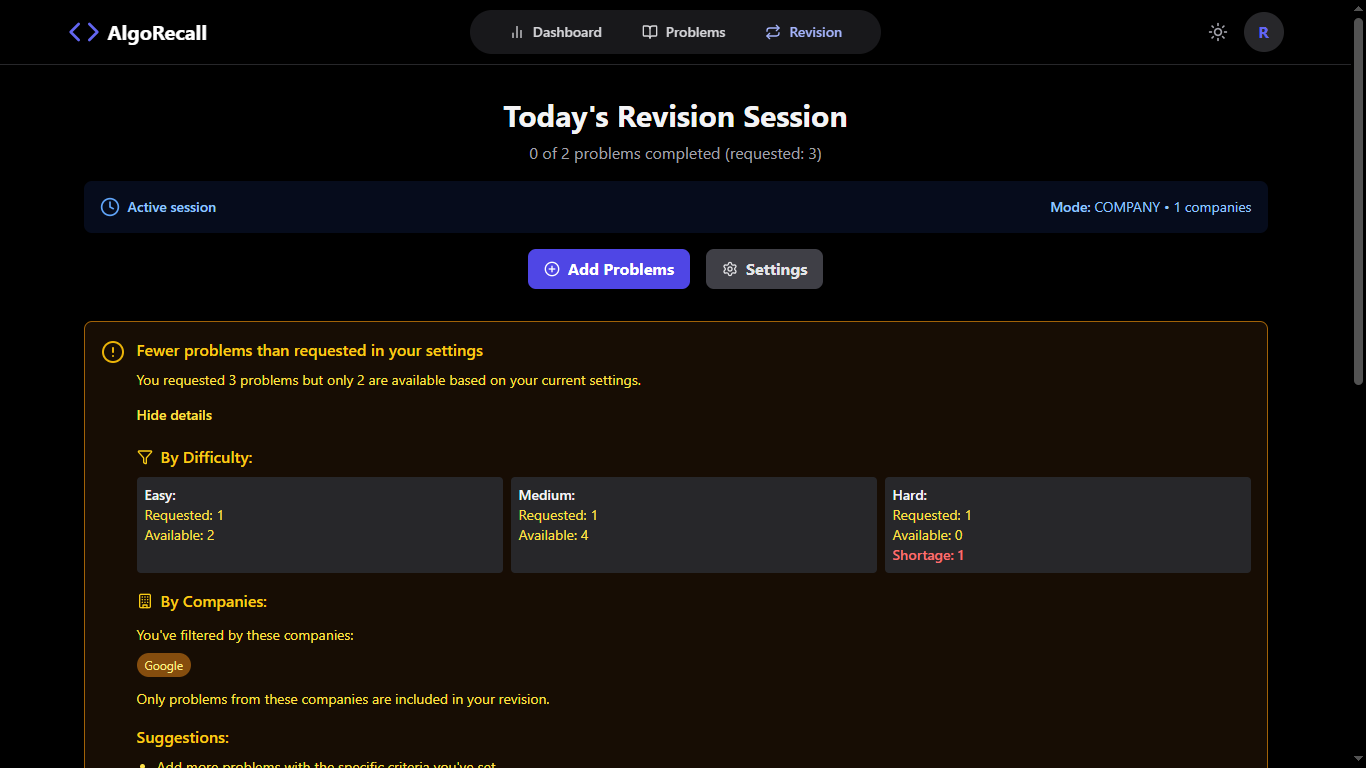 AlgoRecall
Dashboard
Problems
Revision
R
Today's Revision Session
0 of 2 problems completed (requested: 3)
Active session
Mode: COMPANY • 1 companies
Add Problems
Settings
Fewer problems than requested in your settings
You requested 3 problems but only 2 are available based on your current settings.
Hide details
By Difficulty:
Easy:
Requested: 1
Available: 2
Medium:
Requested: 1
Available: 4
Hard:
Requested: 1
Available: 0
Shortage: 1
By Companies:
You've filtered by these companies:
Google
Only problems from these companies are included in your revision.
Suggestions:
• Add more problems with the specific criteria you've set